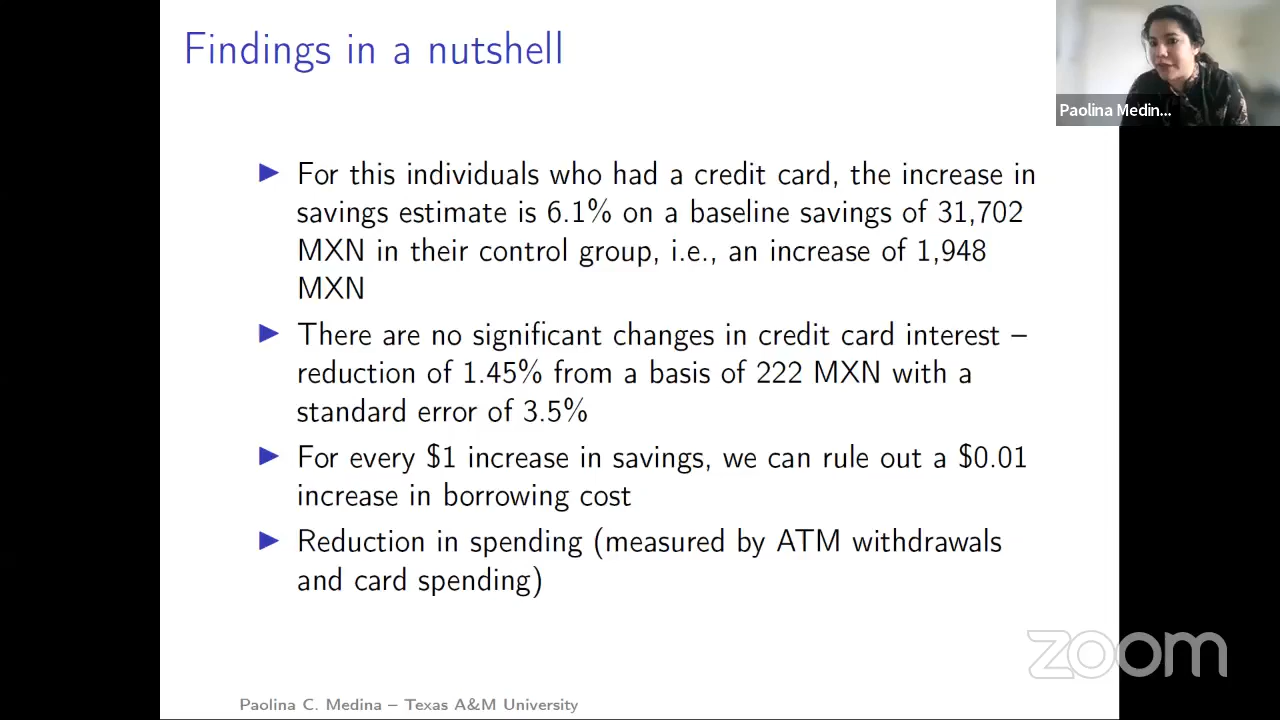 Findings in a nutshell
Paolina Medin...
▶ For this individuals who had a credit card, the increase in
savings estimate is 6.1% on a baseline savings of 31,702
MXN in their control group, i.e., an increase of 1,948
MXN
▶ There are no significant changes in credit card interest –
reduction of 1.45% from a basis of 222 MXN with a
standard error of 3.5%
▶ For every $1 increase in savings, we can rule out a $0.01
increase in borrowing cost
▶ Reduction in spending (measured by ATM withdrawals
and card spending)
zoom
Paolina C. Medina – Texas A&M University